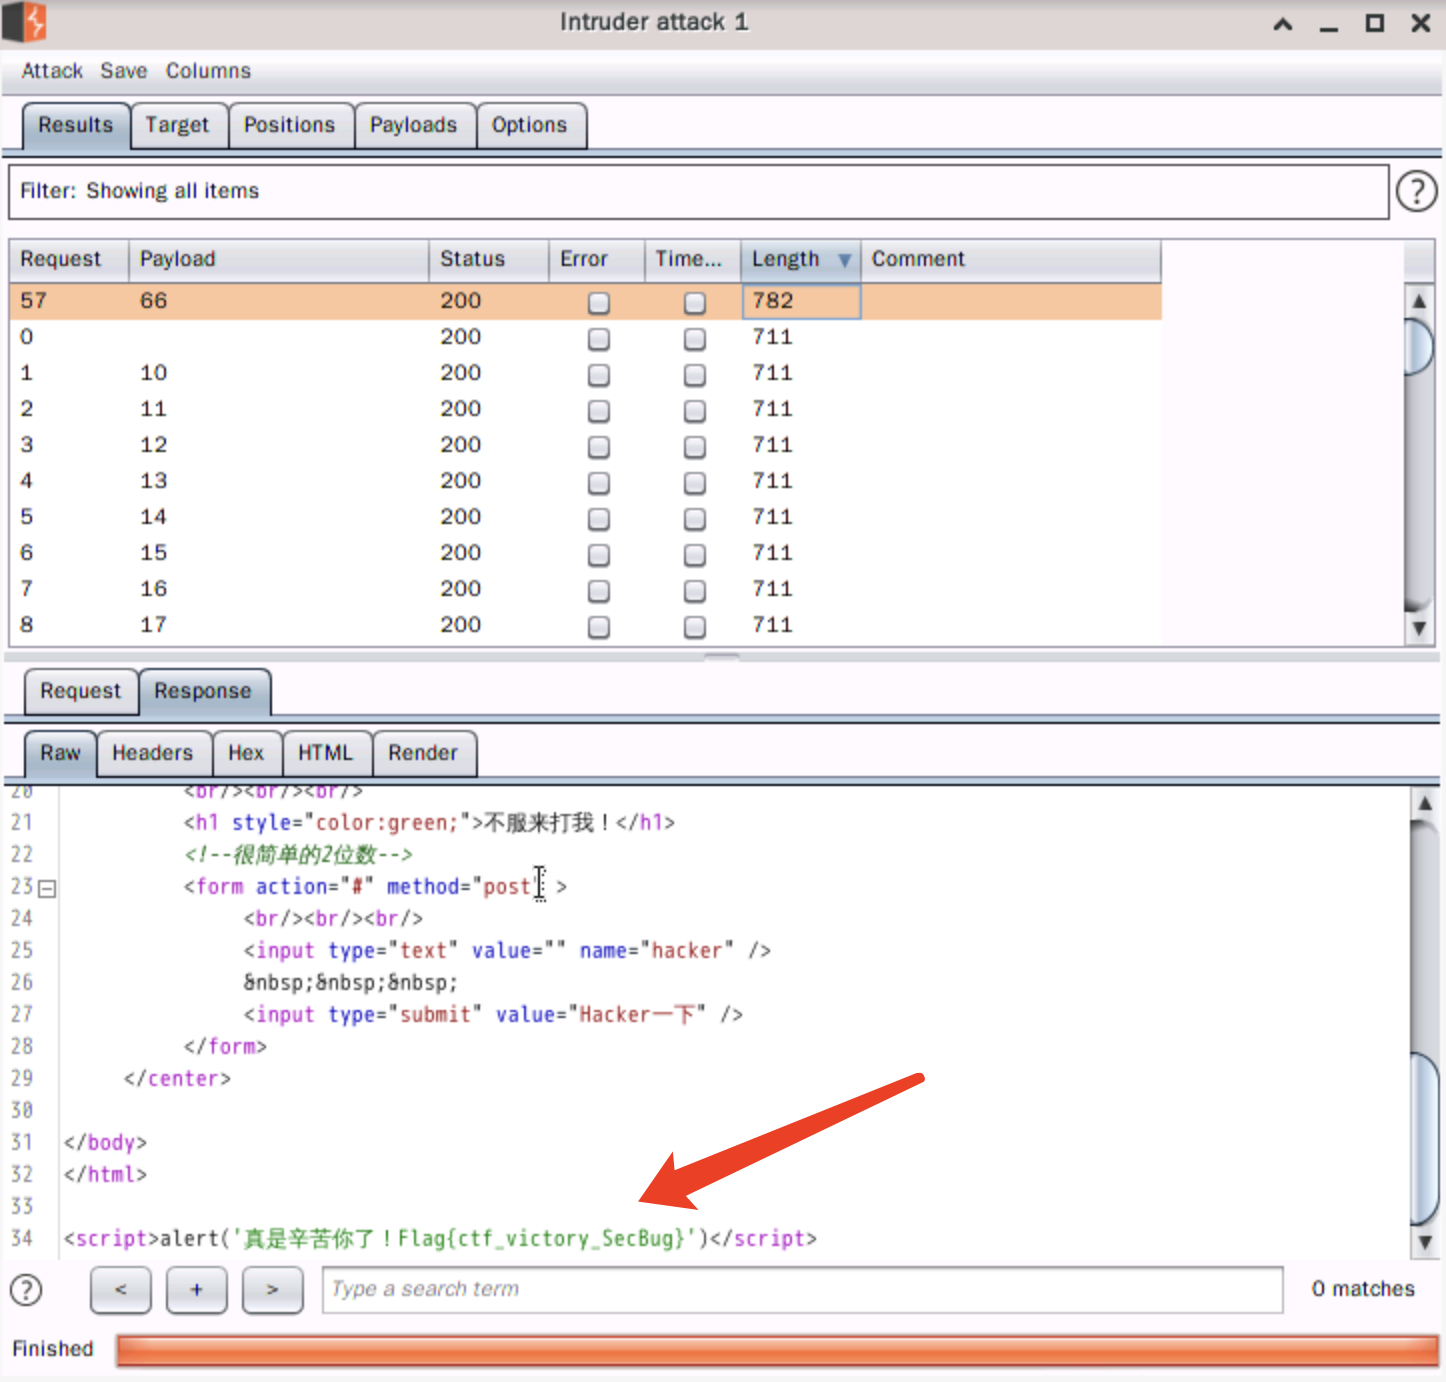 Intruder attack 1
Attack Save Columns
Results Target Positions Payloads Options
Filter: Showing all items
?
Request Payload Status Error Time... Length Comment
57 66 200 782
0 200 711
1 10 200 711
2 11 200 711
3 12 200 711
4 13 200 711
5 14 200 711
6 15 200 711
7 16 200 711
8 17 200 711
Request Response
Raw Headers Hex HTML Render
20 <br/><br/><br/>
21 <h1 style="color:green;">不服来打我！</h1>
22 <!--很简单的2位数-->
23 <form action="#" method="post" >
24 <br/><br/><br/>
25 <input type="text" value="" name="hacker" />
26 &nbsp;&nbsp;&nbsp;
27 <input type="submit" value="Hacker一下" />
28 </form>
29 </center>
30
31 </body>
32 </html>
33
34 <script>alert('真是辛苦你了！Flag{ctf_victory_SecBug}')</script>
? < + > Type a search term 0 matches
Finished